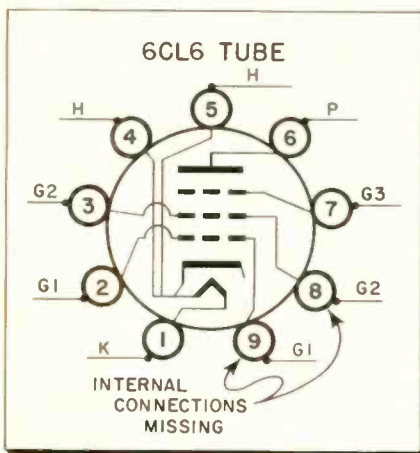 6CL6 TUBE
H
H
5
4
P
6
G2
3
7
G3
G1
2
8
G2
K
1
9
G1
INTERNAL
CONNECTIONS
MISSING